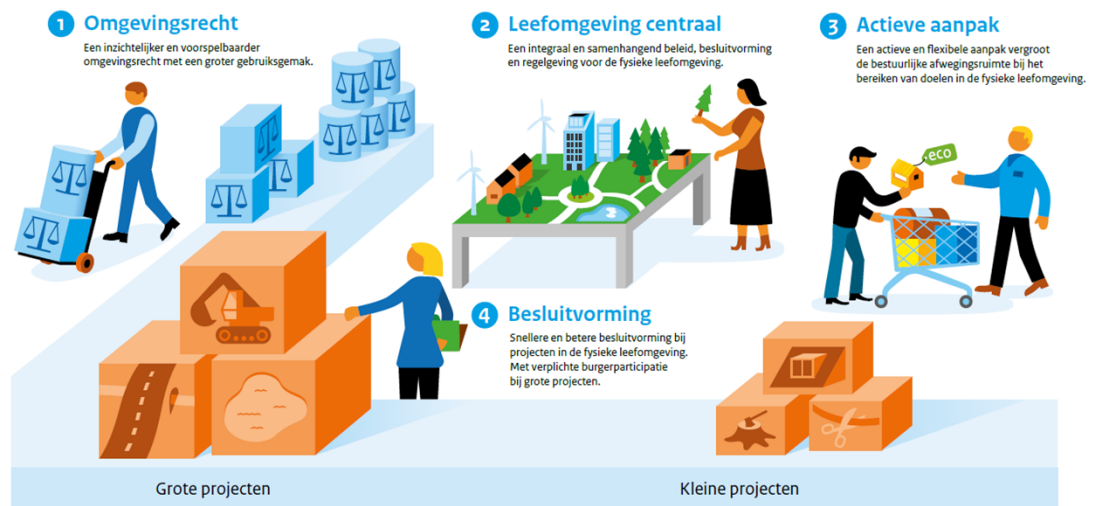 1 Omgevingsrecht
Een inzichtelijker en voorspelbaarder
omgevingsrecht met een groter gebruiksgemak.
2 Leefomgeving centraal
Een integraal en samenhangend beleid, besluitvorming
en regelgeving voor de fysieke leefomgeving.
3 Actieve aanpak
Een actieve en flexibele aanpak vergroot
de bestuurlijke afwegingsruimte bij het
bereiken van doelen in de fysieke leefomgeving.
eco
4 Besluitvorming
Snellere en betere besluitvorming bij
projecten in de fysieke leefomgeving.
Met verplichte burgerparticipatie
bij grote projecten.
Grote projecten
Kleine projecten